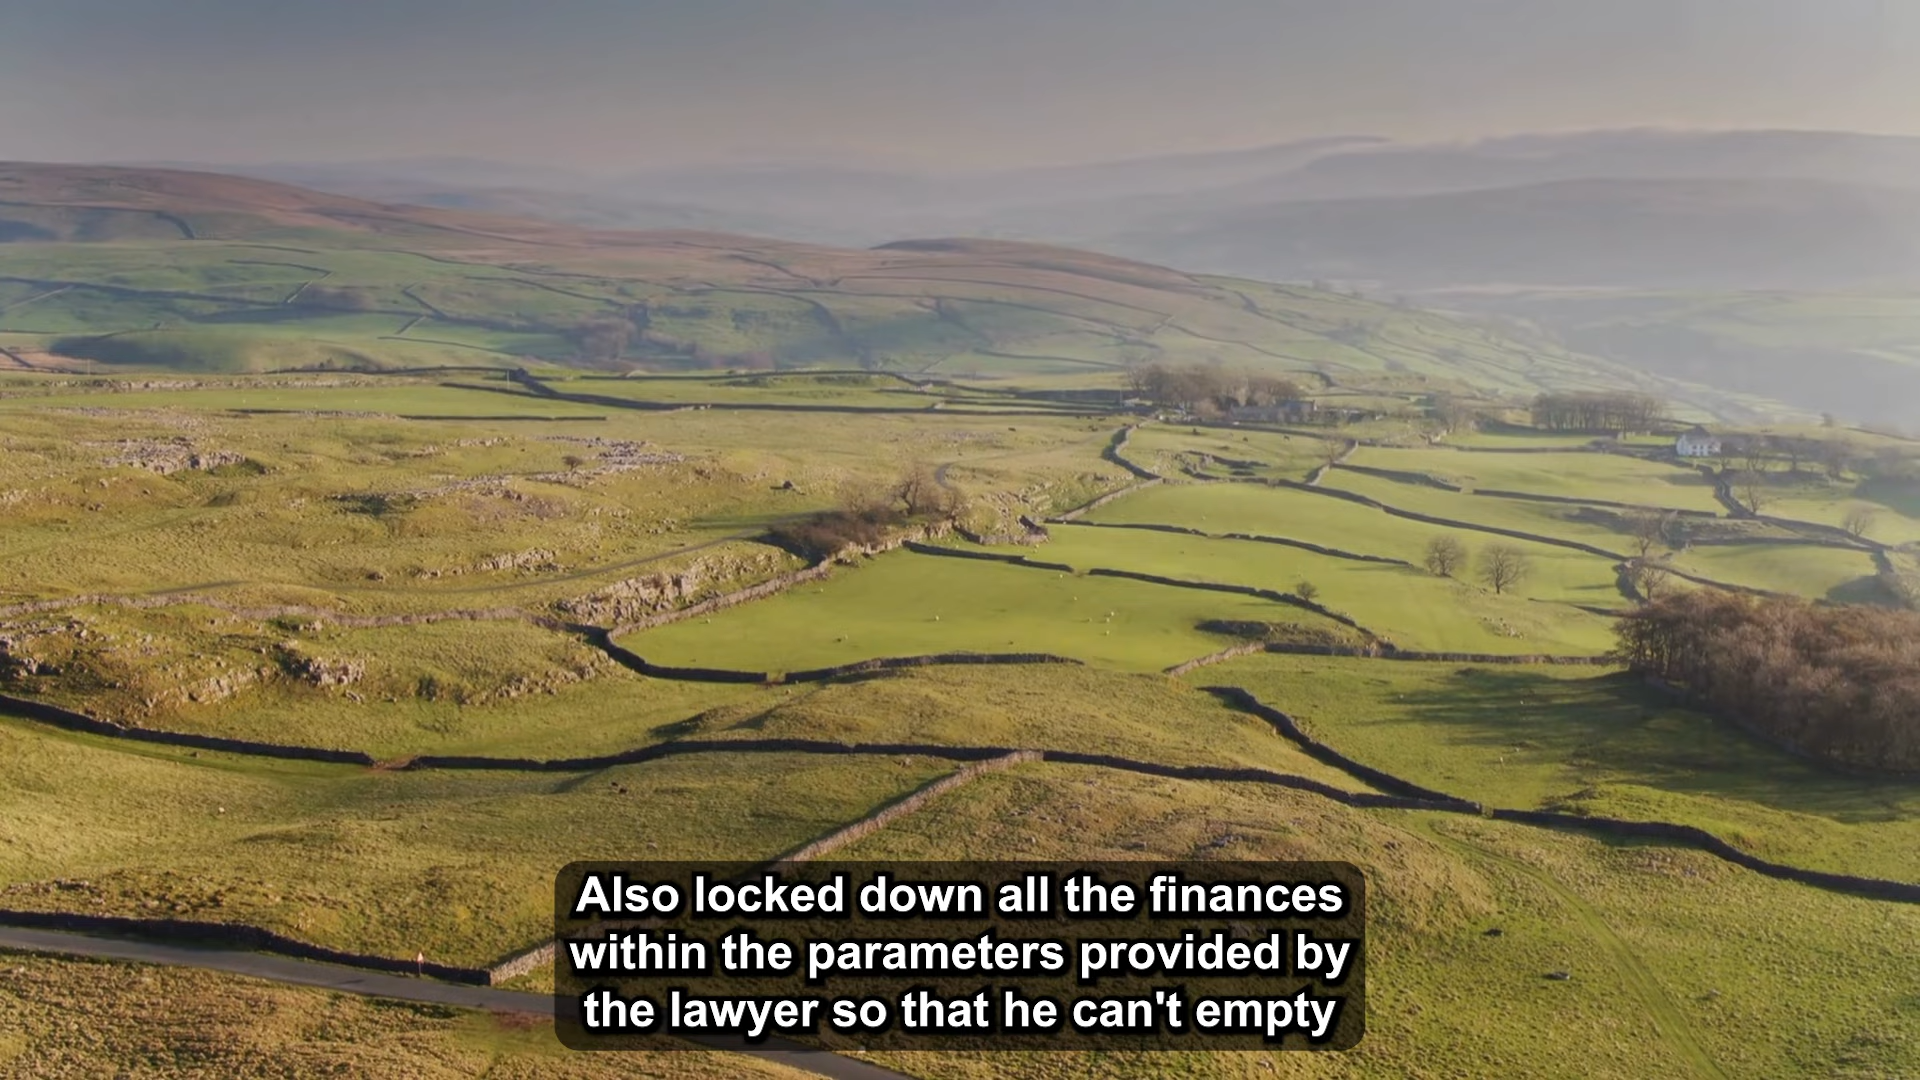 Also locked down all the finances
within the parameters provided by
the lawyer so that he can't empty